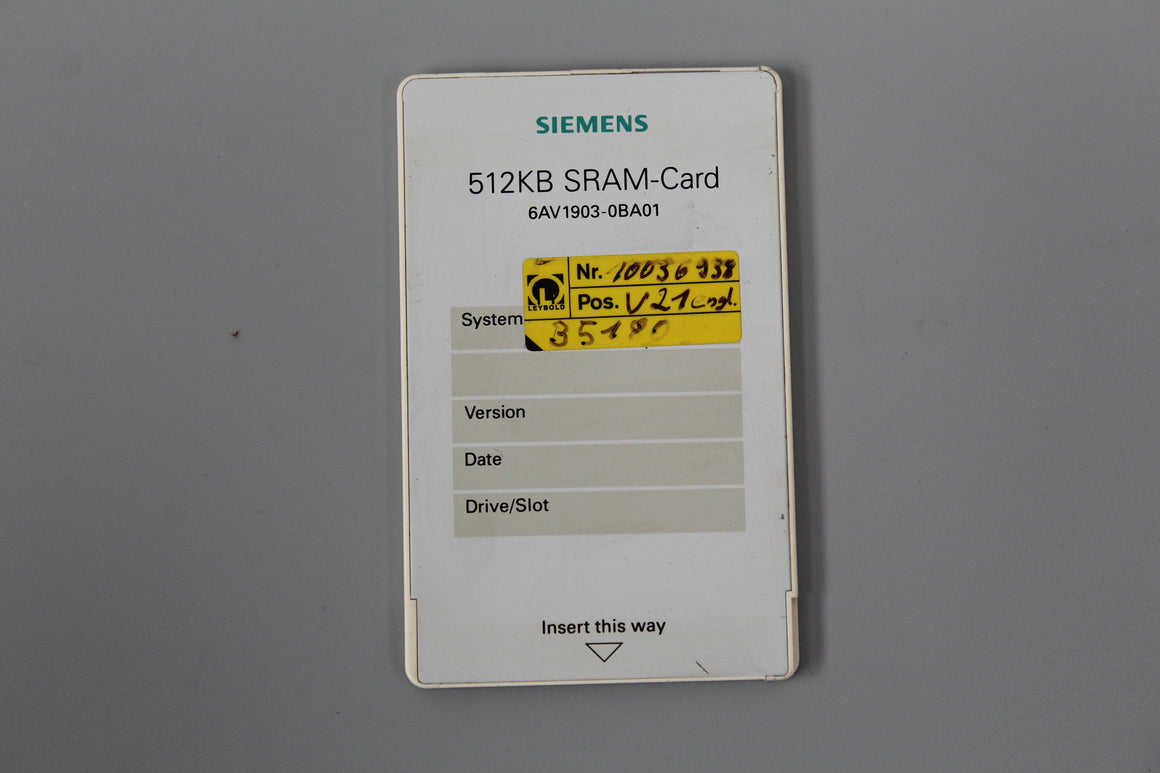 SIEMENS
512KB SRAM-Card
6AV1903-0BA01
Nr. 10036938
LEYBOLD
Pos. V21 engl.
System
Version
Date
Drive/Slot
Insert this way